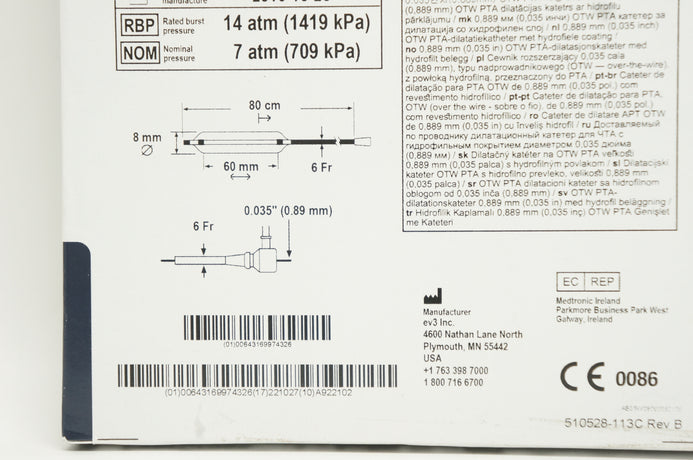 manufacture
RBP Rated burst pressure 14 atm (1419 kPa)
NOM Nominal pressure 7 atm (709 kPa)
80 cm
8 mm
60 mm
6 Fr
0.035" (0.89 mm)
6 Fr
(01)00643169974326
(01)00643169974326(17)221027(10)A922102
(0,889 mm) OTW PTA dilatācijas katetrs ar hidrofilu
pārklājumu / mk 0,889 мм (0,035 инчи) OTW PTA катетер за
дилатација со хидрофилен слој / nl 0,889 mm (0,035 inch)
OTW PTA-dilatatiekatheter met hydrofiele coating /
no 0,889 mm (0,035 in) OTW PTA-dilatasjonskateter med
hydrofilt belegg / pl Cewnik rozszerzający 0,035 cala
(0,889 mm), typu nadprowadnikowego (OTW — over-the-wire),
z powłoką hydrofilną, przeznaczony do PTA / pt-br Cateter de
dilatação para PTA OTW de 0,889 mm (0,035 pol.) com
revestimento hidrofílico / pt-pt Cateter de dilatação para PTA,
OTW (over the wire - sobre o fio), de 0,889 mm (0,035 pol.)
com revestimento hidrofílico / ro Cateter de dilatare APT OTW
de 0,889 mm (0,035 in) cu înveliş hidrofil / ru Доставляемый
по проводнику дилатационный катетер для ЧТА с
гидрофильным покрытием диаметром 0,035 дюйма
(0,889 мм) / sk Dilatačný katéter na OTW PTA veľkosti
0,889 mm (0,035 palca) s hydrofilným povlakom / sl Dilatacijski
kateter OTW PTA s hidrofilno prevleko, velikosti 0,889 mm
(0,035 palca) / sr OTW PTA dilatacioni kateter sa hidrofilnom
oblogom od 0,035 inča 0,889 mm) / sv OTW PTA-
dilatationskateter 0,889 mm (0,035 in) med hydrofil beläggning /
tr Hidrofilik Kaplamalı 0,889 mm (0,035 inç) OTW PTA Genişletme
me Kateteri
EC REP
Medtronic Ireland
Parkmore Business Park West
Galway, Ireland
Manufacturer
ev3 Inc.
4600 Nathan Lane North
Plymouth, MN 55442
USA
+1 763 398 7000
1 800 716 6700
CE 0086
510528-113C Rev B